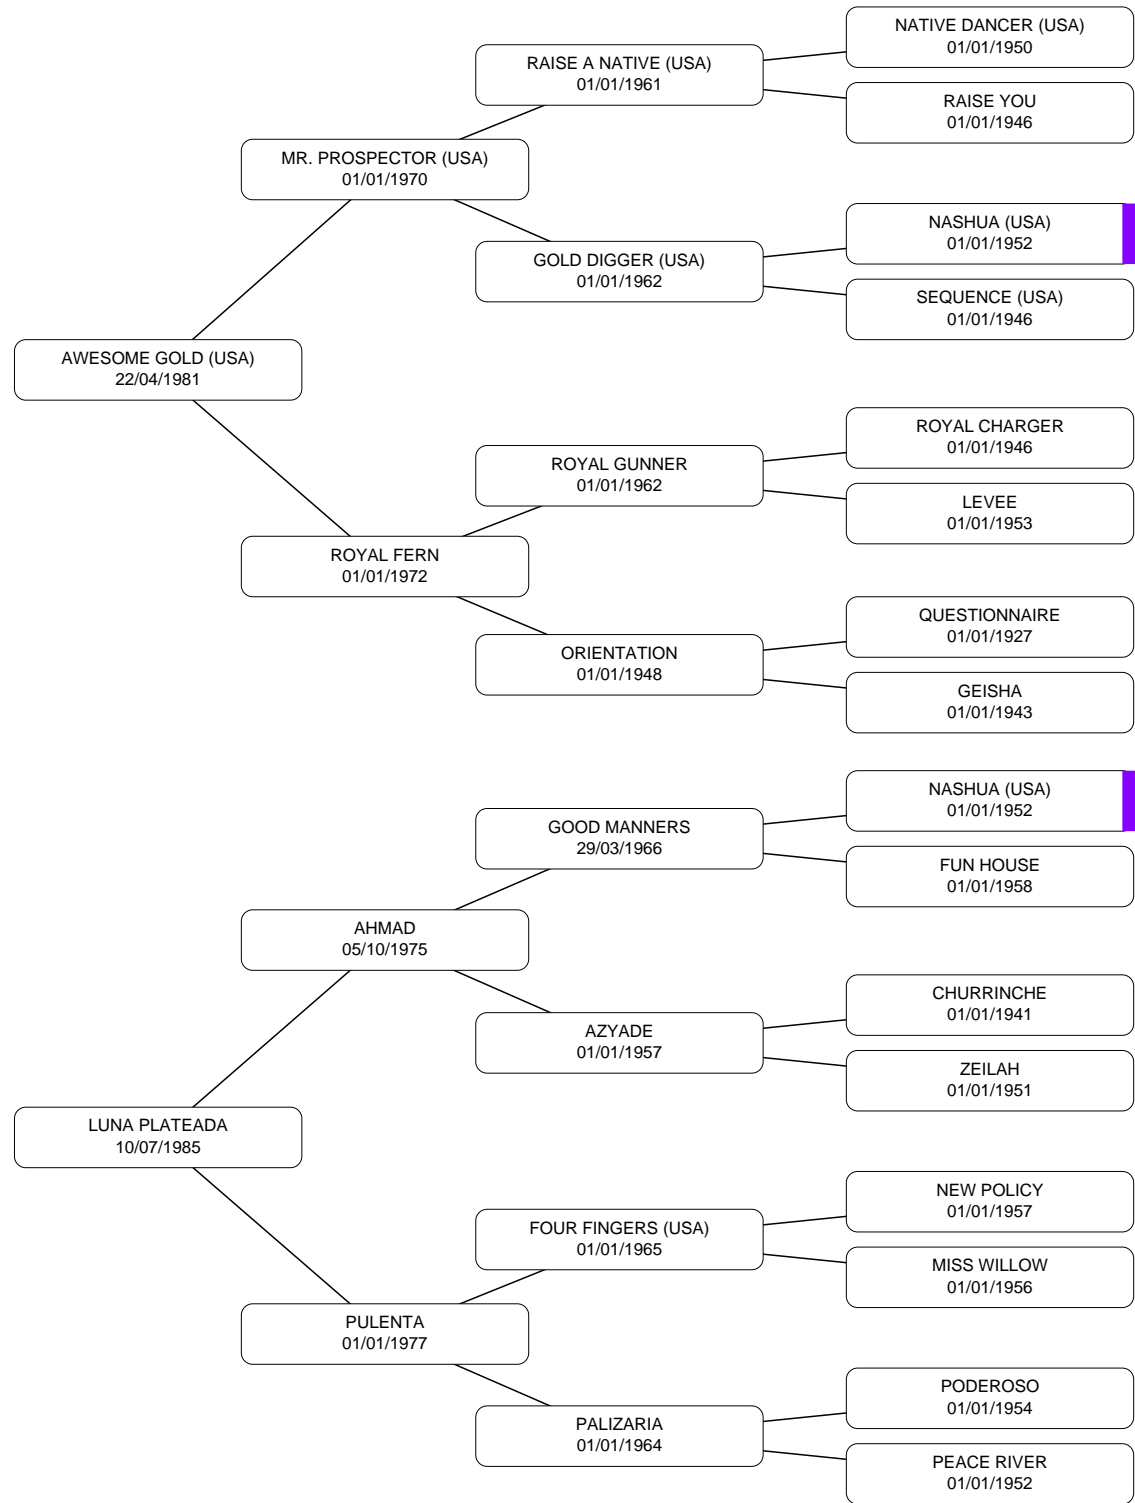 NATIVE DANCER (USA)
01/01/1950
RAISE A NATIVE (USA)
01/01/1961
RAISE YOU
01/01/1946
MR. PROSPECTOR (USA)
01/01/1970
NASHUA (USA)
01/01/1952
GOLD DIGGER (USA)
01/01/1962
SEQUENCE (USA)
01/01/1946
AWESOME GOLD (USA)
22/04/1981
ROYAL CHARGER
01/01/1946
ROYAL GUNNER
01/01/1962
LEVEE
01/01/1953
ROYAL FERN
01/01/1972
QUESTIONNAIRE
01/01/1927
ORIENTATION
01/01/1948
GEISHA
01/01/1943
NASHUA (USA)
01/01/1952
GOOD MANNERS
29/03/1966
FUN HOUSE
01/01/1958
AHMAD
05/10/1975
CHURRINCHE
01/01/1941
AZYADE
01/01/1957
ZEILAH
01/01/1951
LUNA PLATEADA
10/07/1985
NEW POLICY
01/01/1957
FOUR FINGERS (USA)
01/01/1965
MISS WILLOW
01/01/1956
PULENTA
01/01/1977
PODEROSO
01/01/1954
PALIZARIA
01/01/1964
PEACE RIVER
01/01/1952